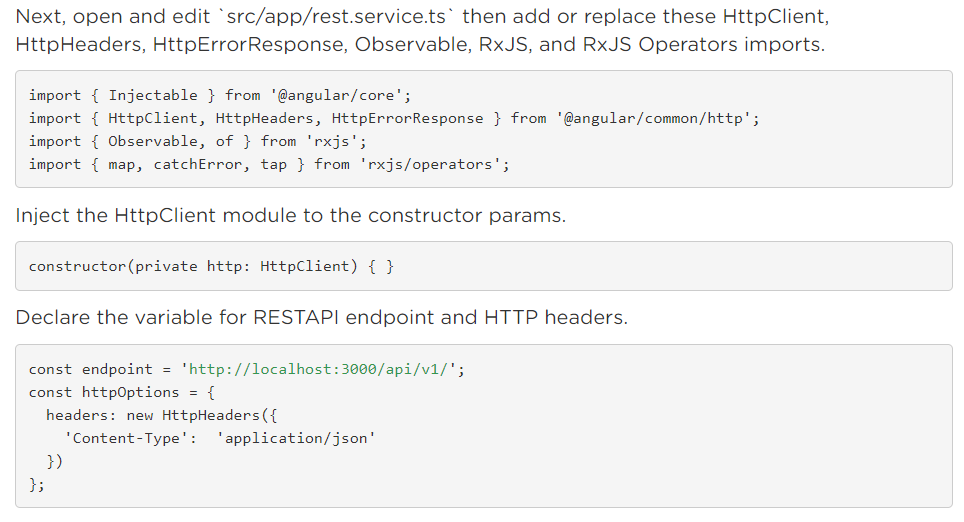 Next, open and edit `src/app/rest.service.ts` then add or replace these HttpClient,
HttpHeaders, HttpErrorResponse, Observable, RxJS, and RxJS Operators imports.
import { Injectable } from '@angular/core';
import { HttpClient, HttpHeaders, HttpErrorResponse } from '@angular/common/http';
import { Observable, of } from 'rxjs';
import { map, catchError, tap } from 'rxjs/operators';
Inject the HttpClient module to the constructor params.
constructor(private http: HttpClient) { }
Declare the variable for RESTAPI endpoint and HTTP headers.
const endpoint = 'http://localhost:3000/api/v1/';
const httpOptions = {
  headers: new HttpHeaders({
    'Content-Type':  'application/json'
  })
};